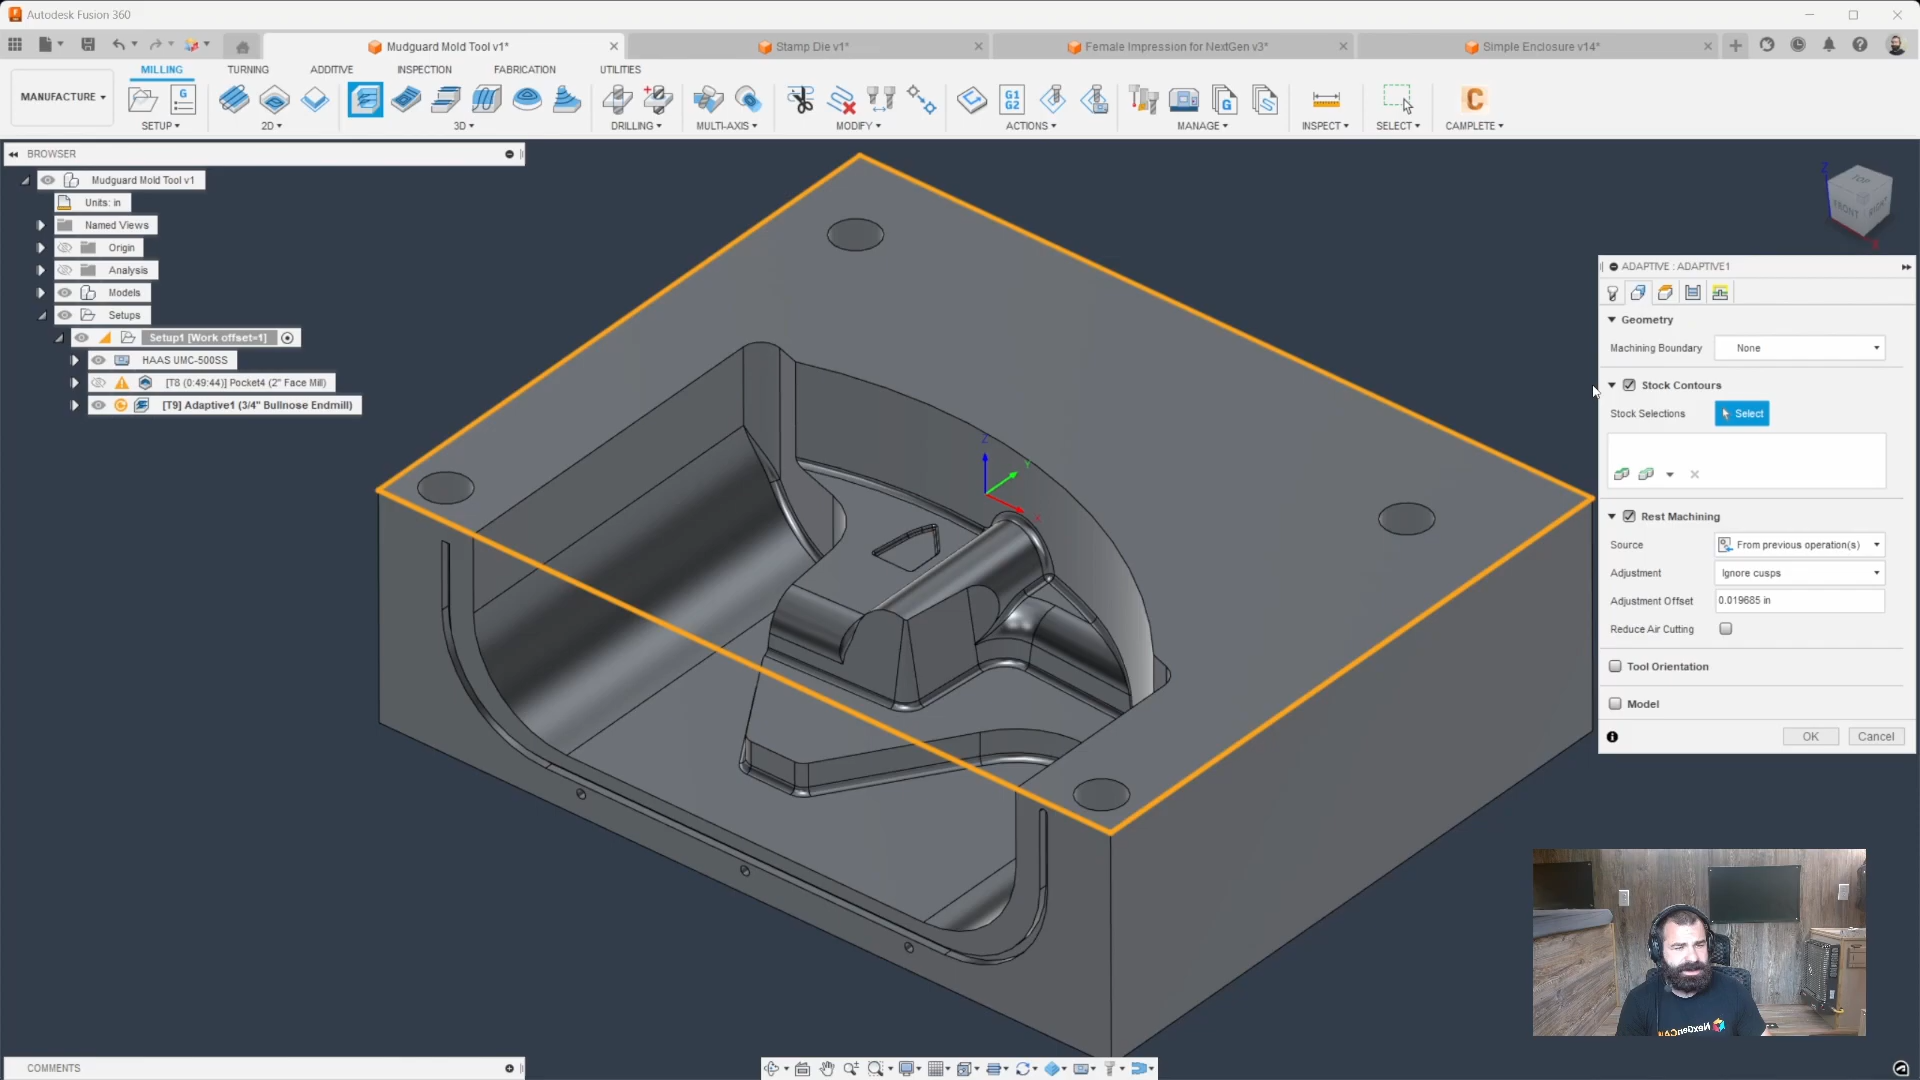 Autodesk Fusion 360
Mudguard Mold Tool v1*
Stamp Die v1*
Female Impression for NextGen v3*
Simple Enclosure v14*
MILLING
TURNING
ADDITIVE
INSPECTION
FABRICATION
UTILITIES
MANUFACTURE
G
G1
G2
G
C
SETUP
2D
3D
DRILLING
MULTI-AXIS
MODIFY
ACTIONS
MANAGE
INSPECT
SELECT
CAMPLETE
BROWSER
Mudguard Mold Tool v1
Units: in
Named Views
Origin
Analysis
Models
Setups
Setup1 [Work offset=1]
HAAS UMC-500SS
[T8 (0:49:44)] Pocket4 (2" Face Mill)
[T9] Adaptive1 (3/4" Bullnose Endmill)
Z
Y
X
Z
TOP
FRONT
RIGHT
X
ADAPTIVE : ADAPTIVE1
Geometry
Machining Boundary
None
Stock Contours
Stock Selections
Select
Rest Machining
Source
From previous operation(s)
Adjustment
Ignore cusps
Adjustment Offset
0.019685 in
Reduce Air Cutting
Tool Orientation
Model
OK
Cancel
COMMENTS